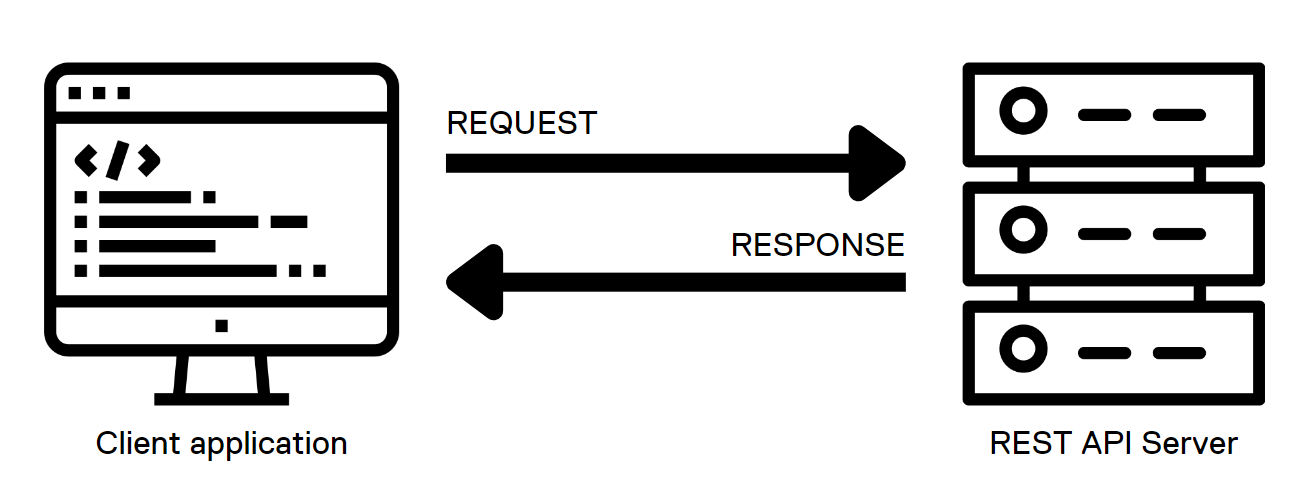 REQUEST
RESPONSE
Client application
REST API Server